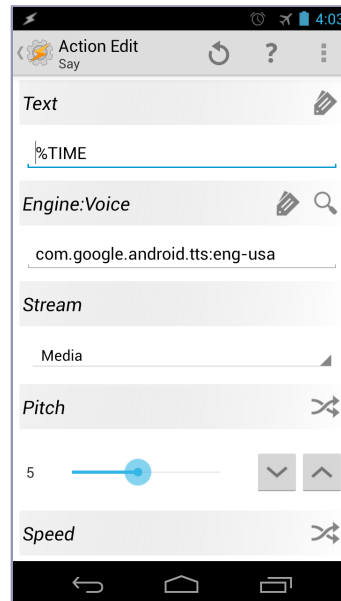 4:03
Action Edit
Say
?
Text
%TIME
Engine:Voice
com.google.android.tts:eng-usa
Stream
Media
Pitch
5
Speed